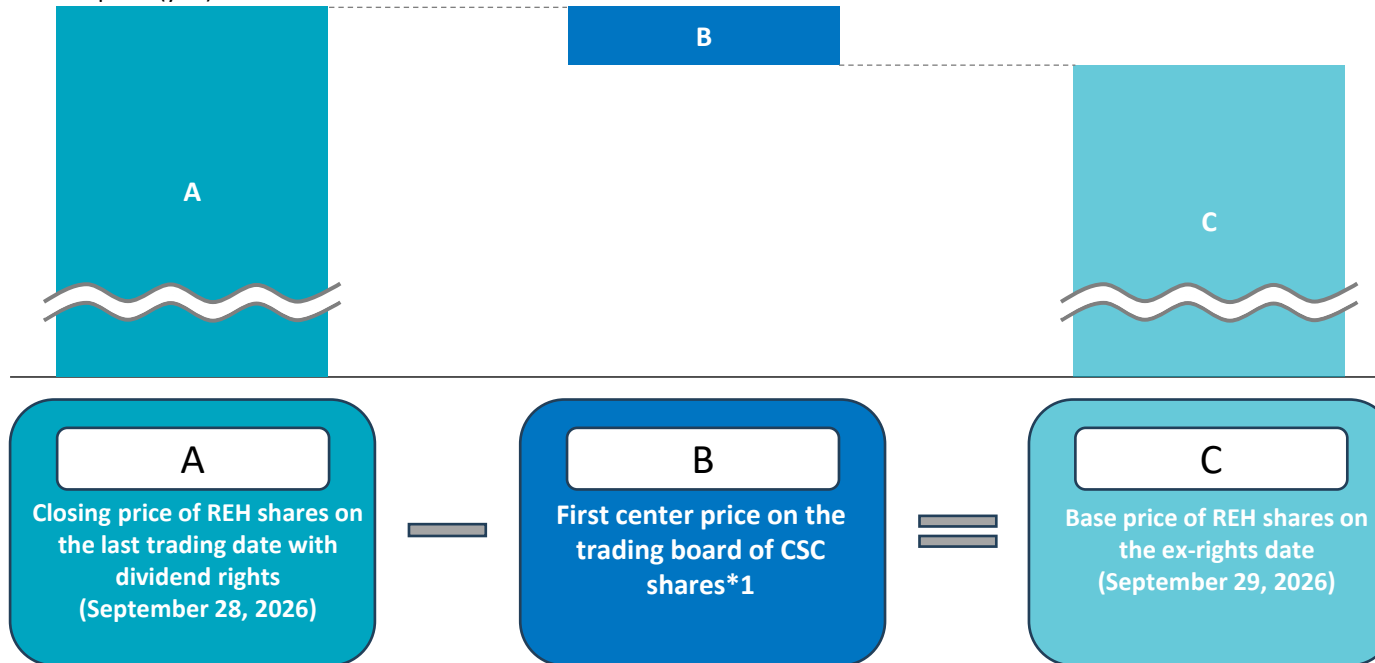 A
B
C
A
Closing price of REH shares on
the last trading date with
dividend rights
(September 28, 2026)
B
First center price on the
trading board of CSC
shares*1
C
Base price of REH shares on
the ex-rights date
(September 29, 2026)